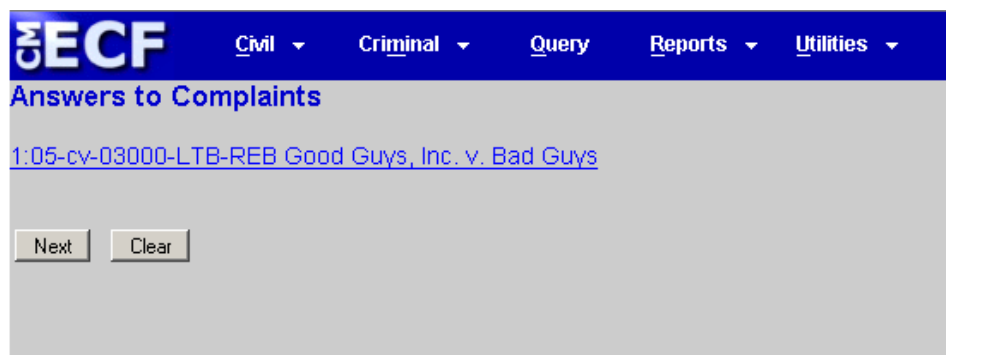 CM ECF Civil Criminal Query Reports Utilities
Answers to Complaints
1:05-cv-03000-LTB-REB Good Guys, Inc. v. Bad Guys
Next Clear